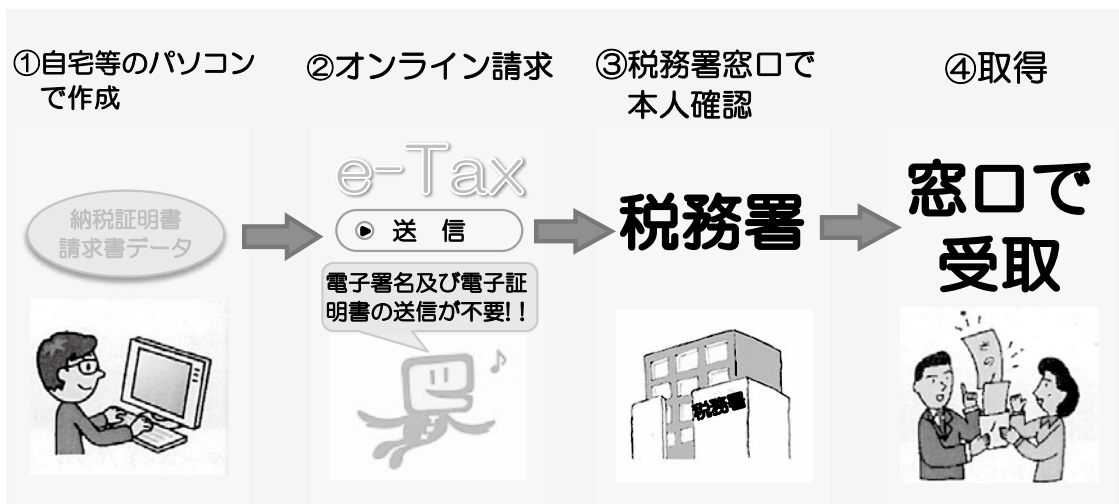 ①自宅等のパソコン
で作成
②オンライン請求
③税務署窓口で
本人確認
④取得
納税証明書
請求書データ
e-Tax
送 信
電子署名及び電子証
明書の送信が不要!!
税務署
税務署
窓口で
受取